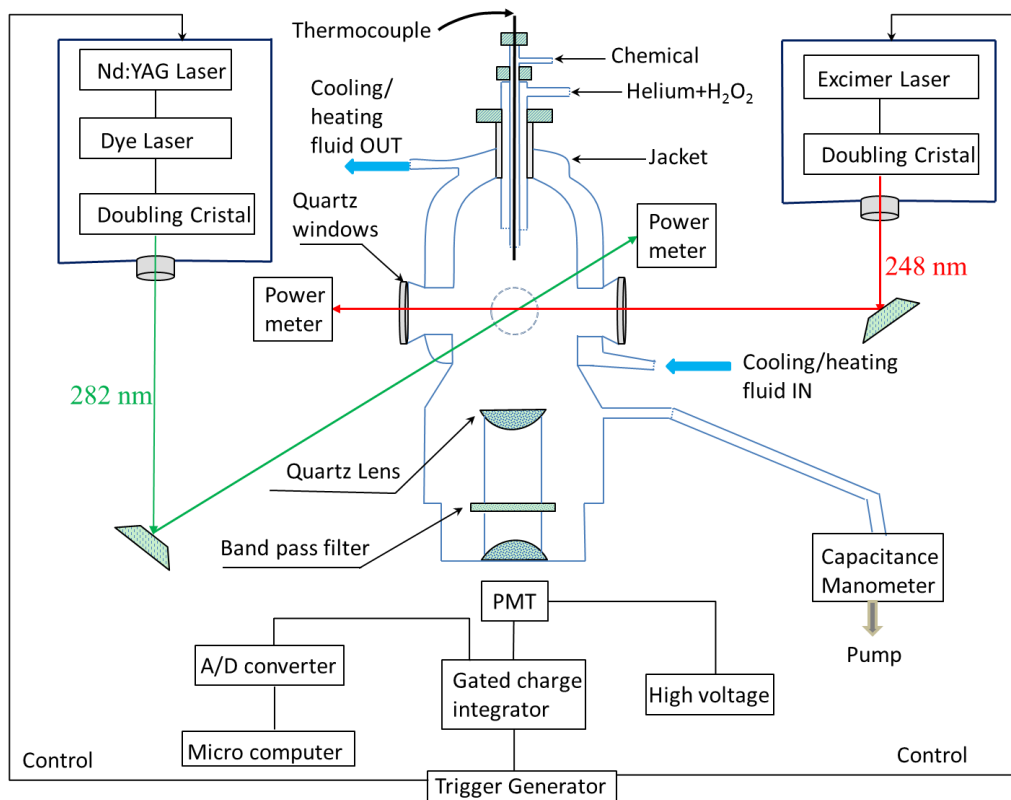 Thermocouple
Chemical
Helium+H₂O₂
Jacket
Nd:YAG Laser
Dye Laser
Doubling Cristal
Cooling/
heating
fluid OUT
Quartz
windows
Excimer Laser
Doubling Cristal
Power
meter
248 nm
Power
meter
282 nm
Cooling/heating
fluid IN
Quartz Lens
Band pass filter
Capacitance
Manometer
Pump
PMT
A/D converter
Gated charge
integrator
High voltage
Micro computer
Control
Control
Trigger Generator